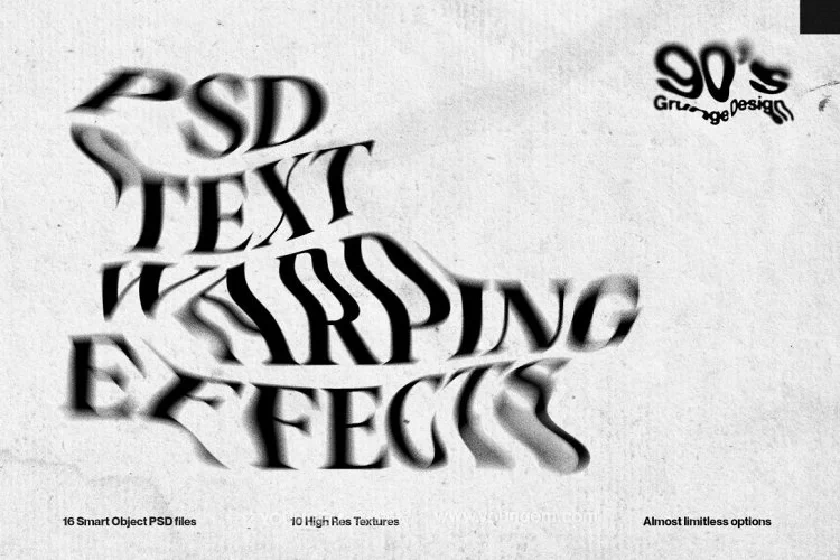 PSD
TEXT
WARPING
EFFECTS
90's
Grunge Design
16 Smart Object PSD files
10 High Res Textures
Almost limitless options